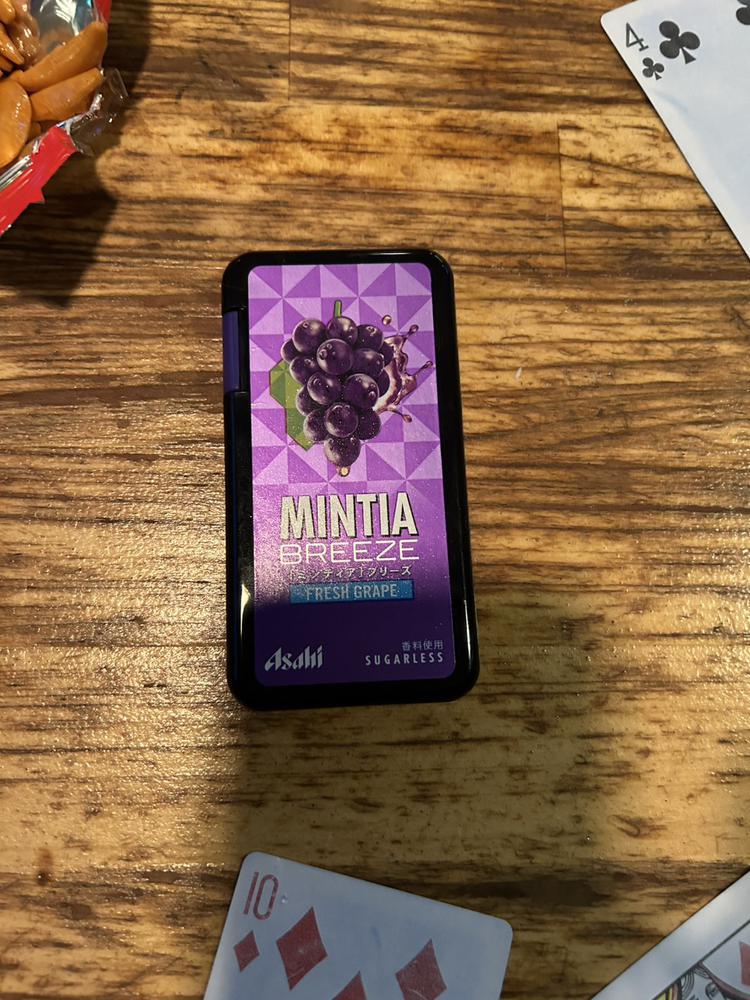 4
MINTIA
BREEZE
[ミンティア] ブリーズ
FRESH GRAPE
Asahi
香料使用
SUGARLESS
10